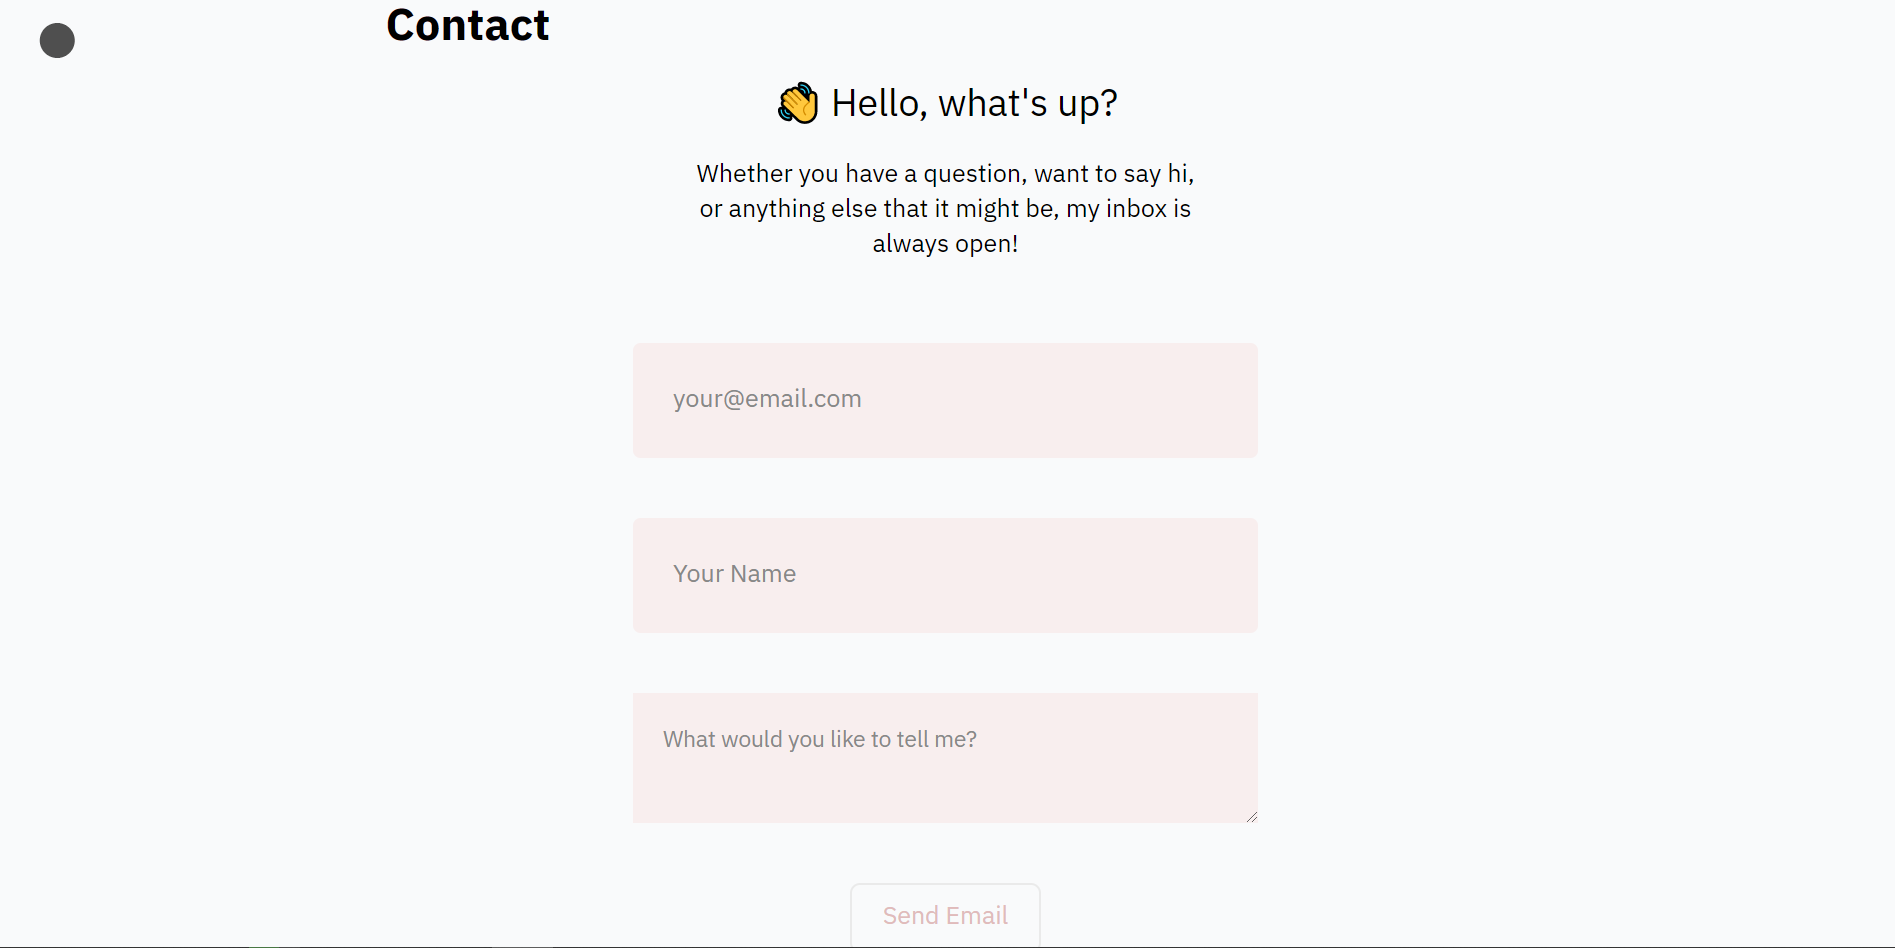 Contact
👋 Hello, what's up?
Whether you have a question, want to say hi,
or anything else that it might be, my inbox is
always open!
your@email.com
Your Name
What would you like to tell me?
Send Email